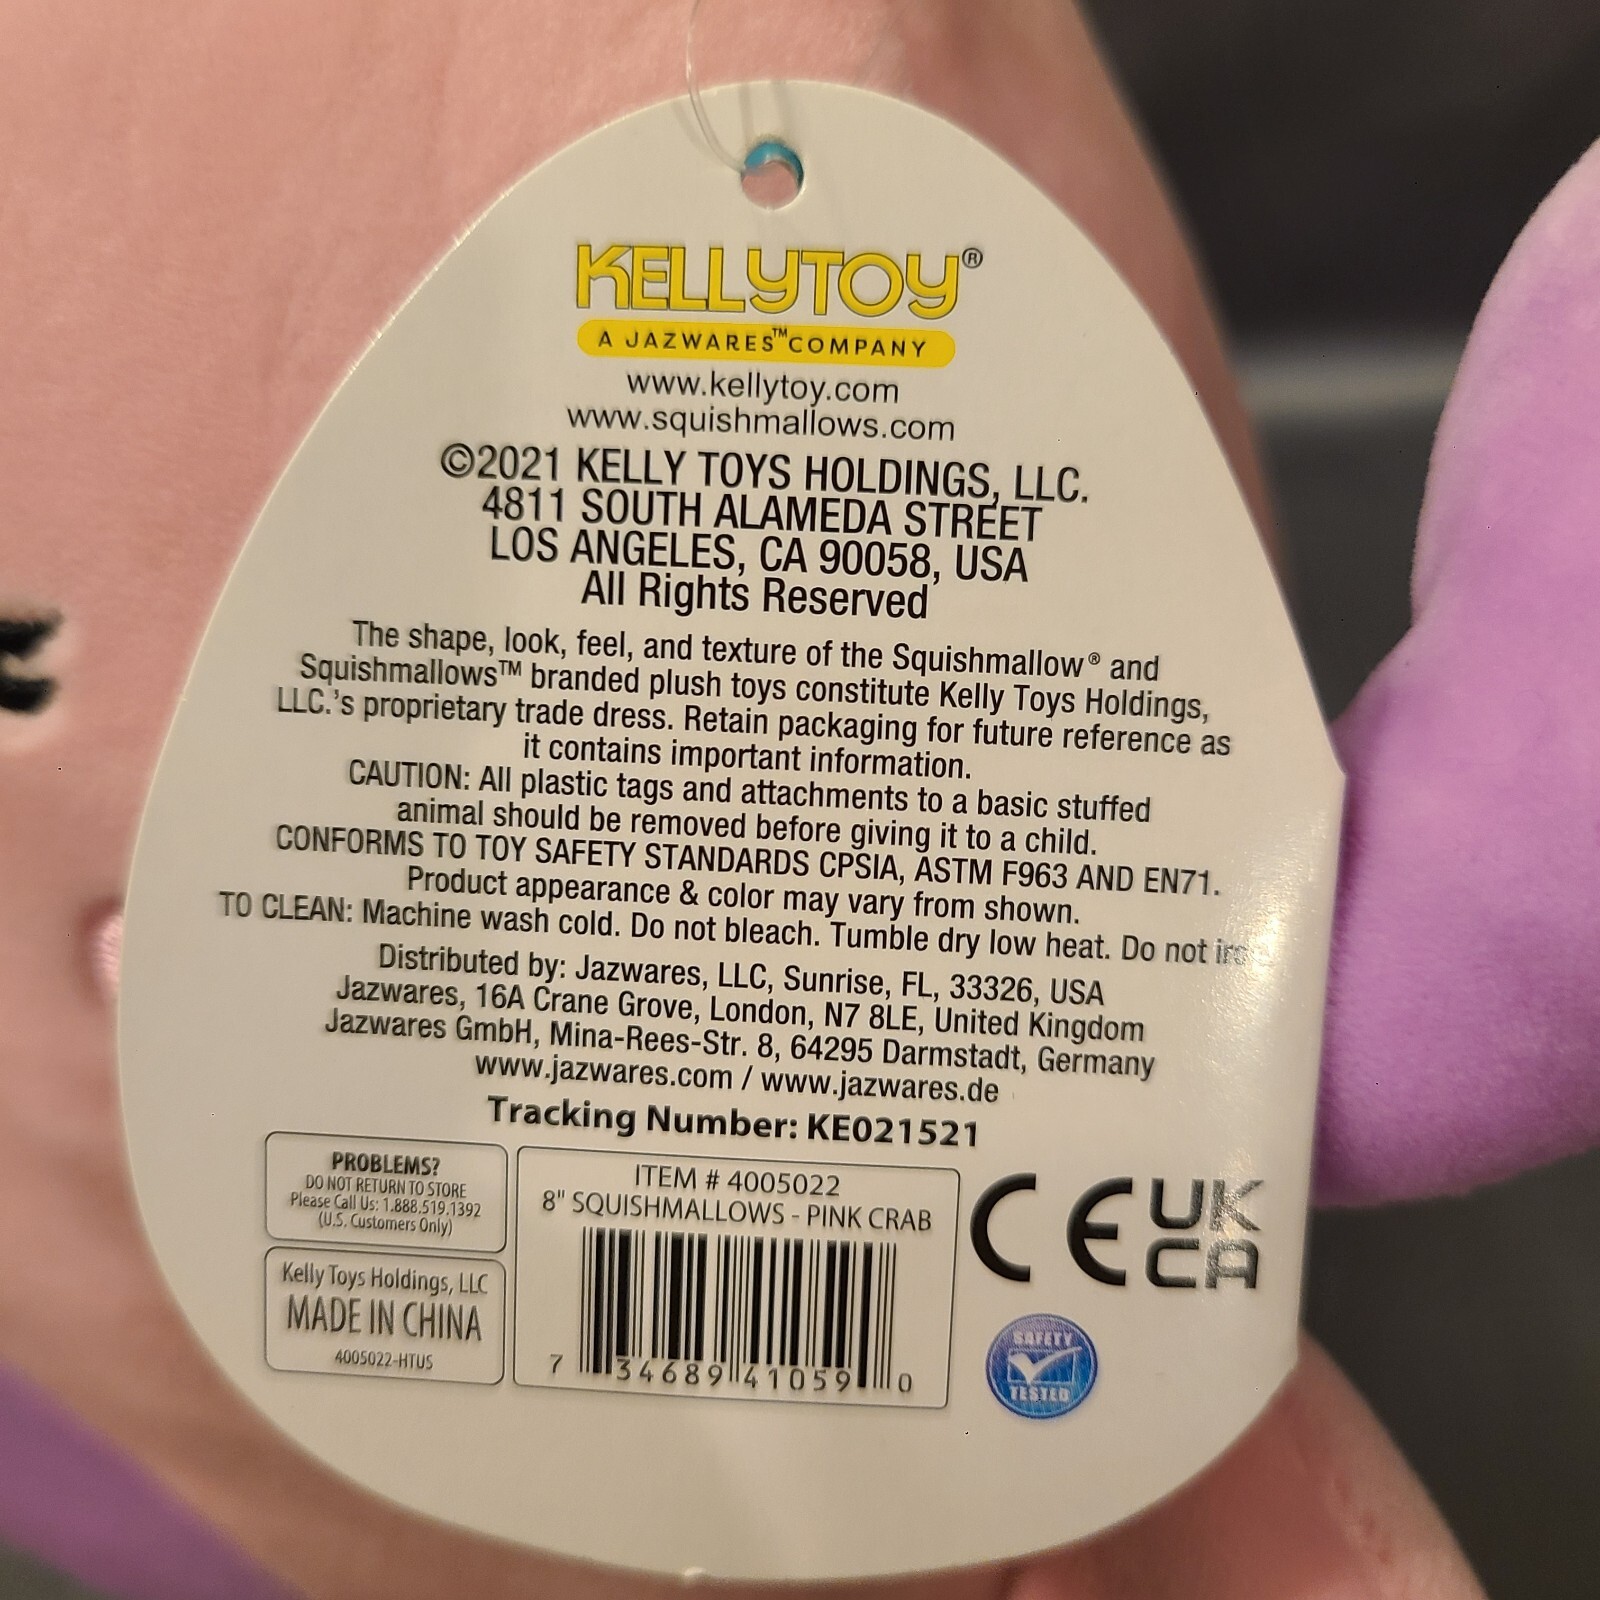 KELLYTOY®
A JAZWARES™ COMPANY
www.kellytoy.com
www.squishmallows.com
©2021 KELLY TOYS HOLDINGS, LLC.
4811 SOUTH ALAMEDA STREET
LOS ANGELES, CA 90058, USA
All Rights Reserved
The shape, look, feel, and texture of the Squishmallow® and
Squishmallows™ branded plush toys constitute Kelly Toys Holdings,
LLC.'s proprietary trade dress. Retain packaging for future reference as
it contains important information.
CAUTION: All plastic tags and attachments to a basic stuffed
animal should be removed before giving it to a child.
CONFORMS TO TOY SAFETY STANDARDS CPSIA, ASTM F963 AND EN71.
Product appearance & color may vary from shown.
TO CLEAN: Machine wash cold. Do not bleach. Tumble dry low heat. Do not
Distributed by: Jazwares, LLC, Sunrise, FL, 33326, USA
Jazwares, 16A Crane Grove, London, N7 8LE, United Kingdom
Jazwares GmbH, Mina-Rees-Str. 8, 64295 Darmstadt, Germany
www.jazwares.com / www.jazwares.de
Tracking Number: KE021521
PROBLEMS?
DO NOT RETURN TO STORE
Please Call Us: 1.888.519.1392
(U.S. Customers Only)
Kelly Toys Holdings, LLC
MADE IN CHINA
4005022-HTUS
ITEM # 4005022
8" SQUISHMALLOWS - PINK CRAB
7 34689 41059 0
CE
UK
CA
SAFETY
TESTED